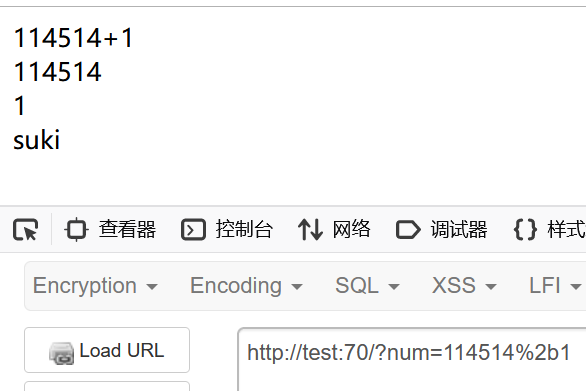 114514+1
114514
1
suki
查看器 控制台 网络 调试器 样式
Encryption Encoding SQL XSS LFI
Load URL http://test:70/?num=114514%2b1